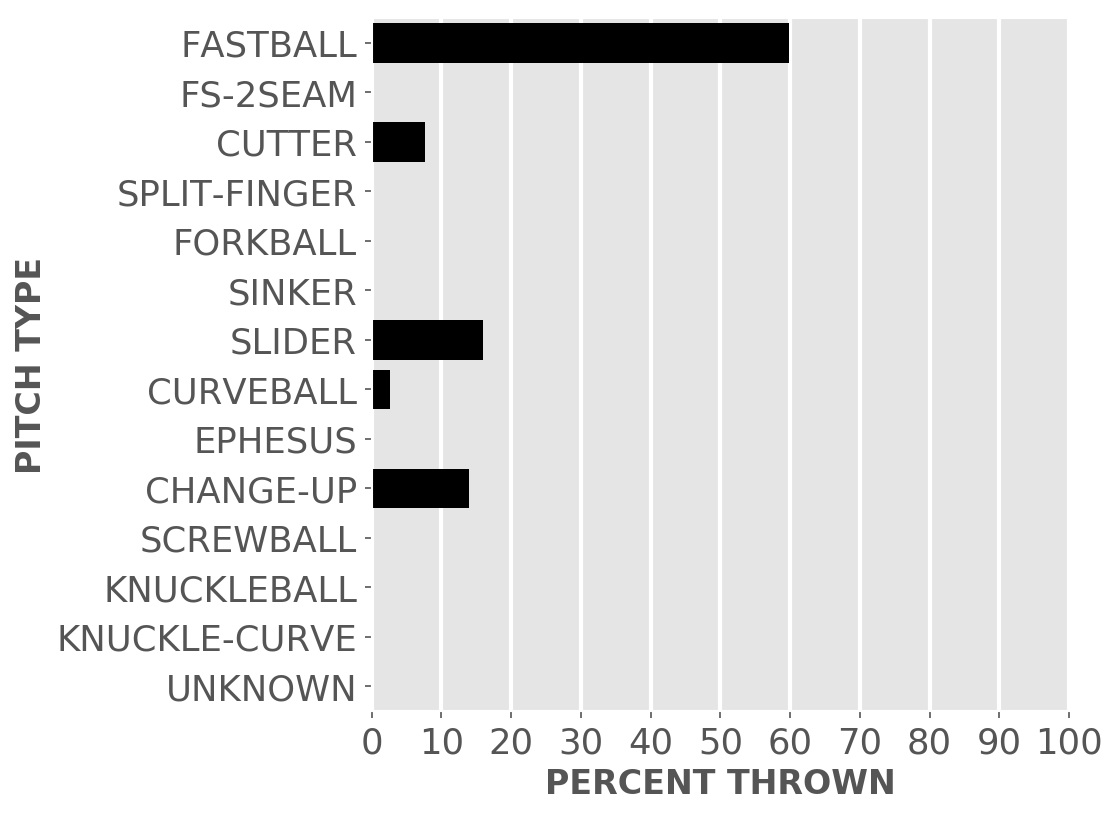 FASTBALL
FS-2SEAM
CUTTER
SPLIT-FINGER
FORKBALL
SINKER
SLIDER
CURVEBALL
EPHESUS
CHANGE-UP
SCREWBALL
KNUCKLEBALL
KNUCKLE-CURVE
UNKNOWN
PITCH TYPE
0 10 20 30 40 50 60 70 80 90 100
PERCENT THROWN